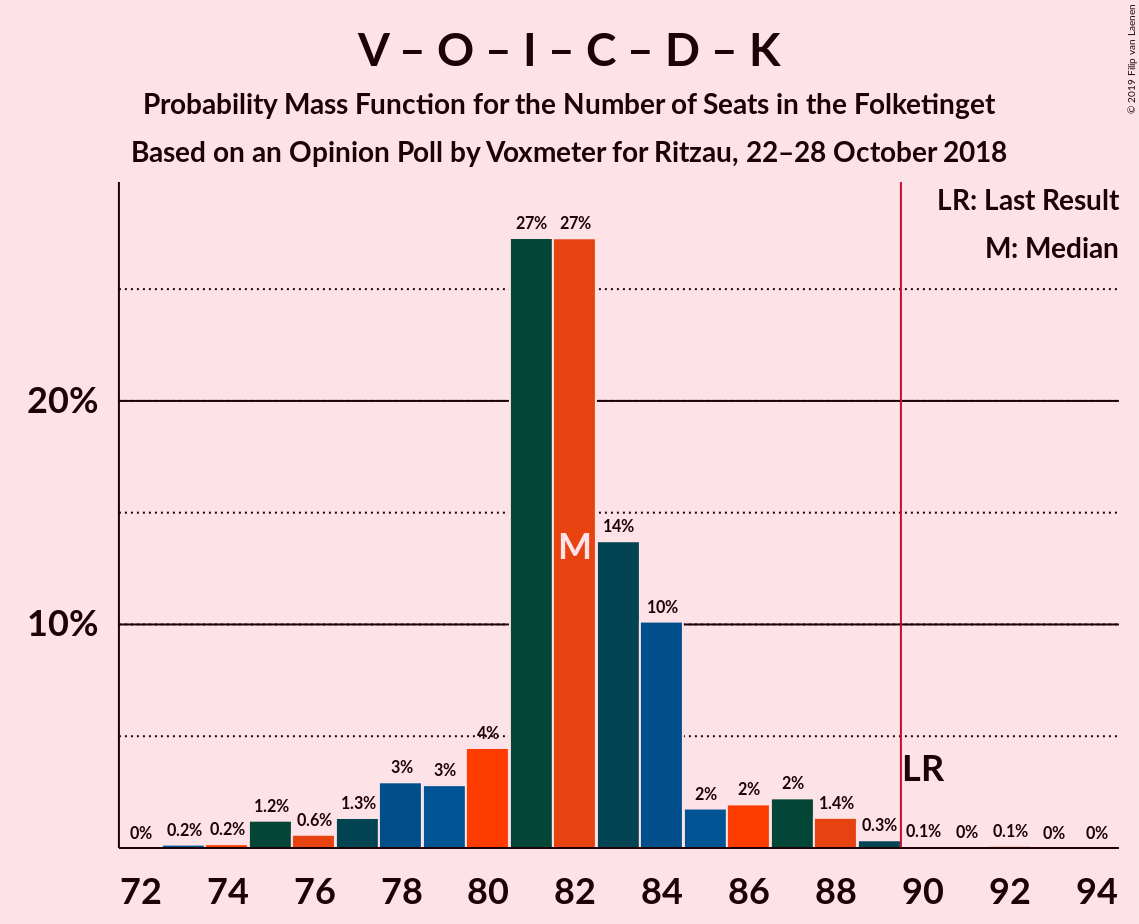 V – O – I – C – D – K
Probability Mass Function for the Number of Seats in the Folketinget
Based on an Opinion Poll by Voxmeter for Ritzau, 22–28 October 2018
© 2019 Filip van Laenen
LR: Last Result
M: Median
27% 27%
20%
14%
M
10%
10%
4%
3% 3%
2% 2% 2%
LR
0% 0.2% 0.2% 1.2% 0.6% 1.3% 1.4% 0.3% 0.1% 0% 0.1% 0% 0%
72 74 76 78 80 82 84 86 88 90 92 94